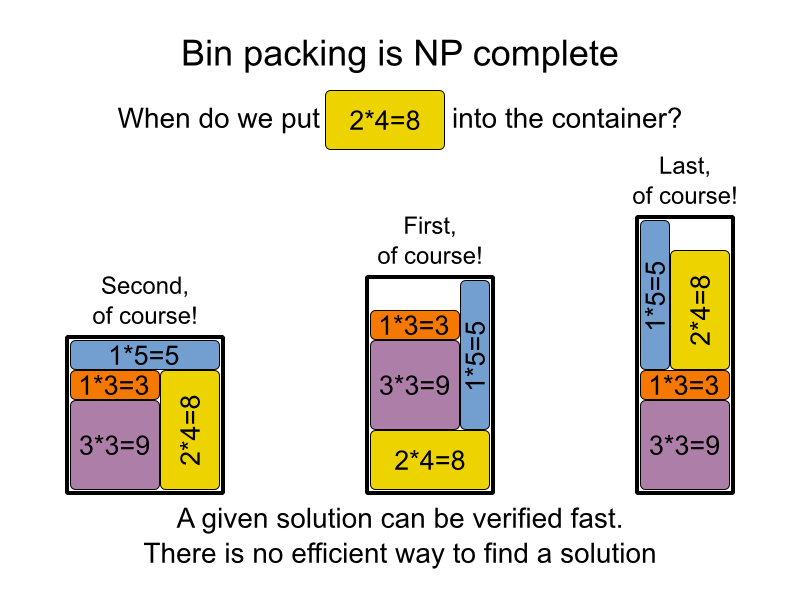 Bin packing is NP complete
When do we put 2*4=8 into the container?
Second,
of course!
1*5=5
1*3=3
3*3=9
2*4=8
First,
of course!
1*3=3
3*3=9
1*5=5
2*4=8
Last,
of course!
1*5=5
2*4=8
1*3=3
3*3=9
A given solution can be verified fast.
There is no efficient way to find a solution